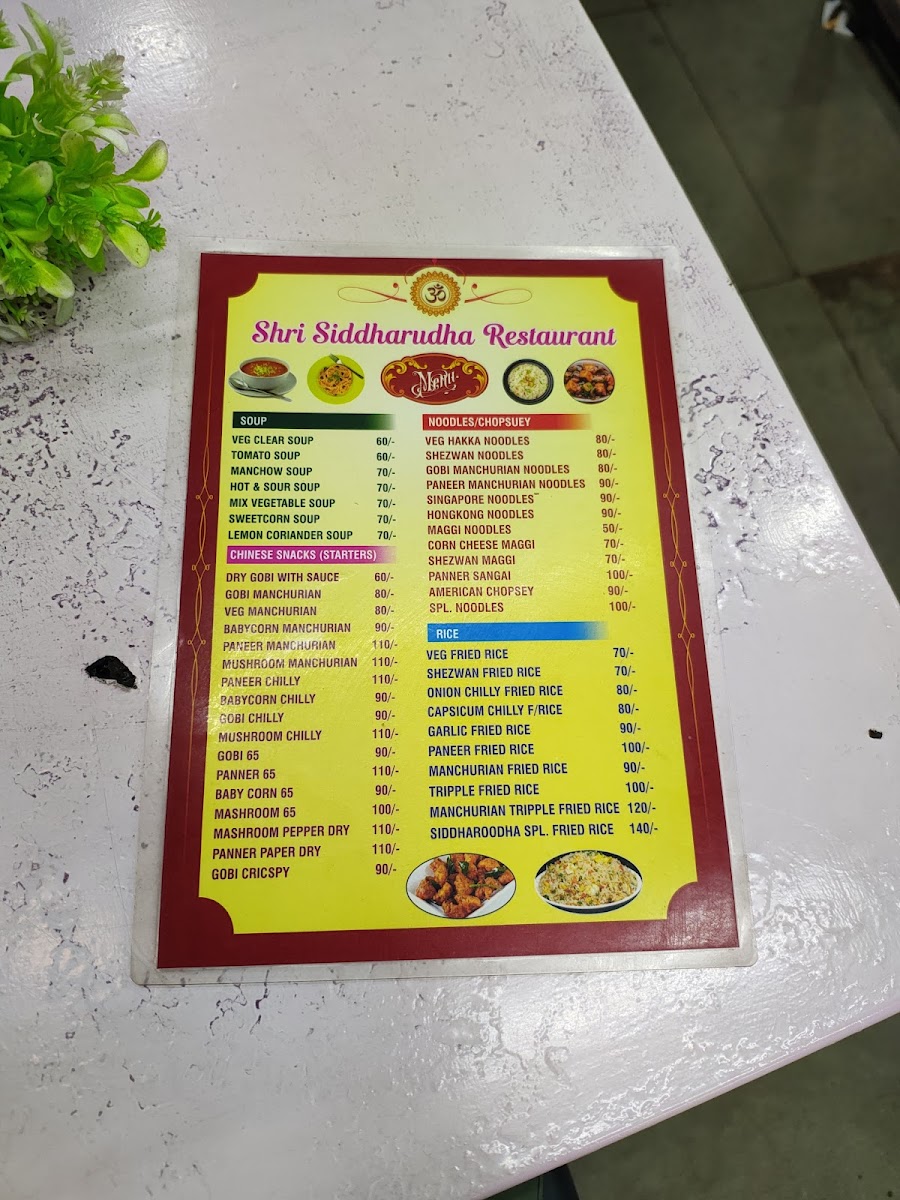 ॐ
Shri Siddharudha Restaurant
Menu
SOUP
VEG CLEAR SOUP 60/-
TOMATO SOUP 60/-
MANCHOW SOUP 70/-
HOT & SOUR SOUP 70/-
MIX VEGETABLE SOUP 70/-
SWEETCORN SOUP 70/-
LEMON CORIANDER SOUP 70/-
CHINESE SNACKS (STARTERS)
DRY GOBI WITH SAUCE 60/-
GOBI MANCHURIAN 80/-
VEG MANCHURIAN 80/-
BABYCORN MANCHURIAN 90/-
PANEER MANCHURIAN 110/-
MUSHROOM MANCHURIAN 110/-
PANEER CHILLY 110/-
BABYCORN CHILLY 90/-
GOBI CHILLY 90/-
MUSHROOM CHILLY 110/-
GOBI 65 90/-
PANNER 65 110/-
BABY CORN 65 90/-
MASHROOM 65 100/-
MASHROOM PEPPER DRY 110/-
PANNER PAPER DRY 110/-
GOBI CRICSPY 90/-
NOODLES/CHOPSUEY
VEG HAKKA NOODLES 80/-
SHEZWAN NOODLES 80/-
GOBI MANCHURIAN NOODLES 80/-
PANEER MANCHURIAN NOODLES 90/-
SINGAPORE NOODLES 90/-
HONGKONG NOODLES 90/-
MAGGI NOODLES 50/-
CORN CHEESE MAGGI 70/-
SHEZWAN MAGGI 70/-
PANNER SANGAI 100/-
AMERICAN CHOPSEY 90/-
SPL. NOODLES 100/-
RICE
VEG FRIED RICE 70/-
SHEZWAN FRIED RICE 70/-
ONION CHILLY FRIED RICE 80/-
CAPSICUM CHILLY F/RICE 80/-
GARLIC FRIED RICE 90/-
PANEER FRIED RICE 100/-
MANCHURIAN FRIED RICE 90/-
TRIPPLE FRIED RICE 100/-
MANCHURIAN TRIPPLE FRIED RICE 120/-
SIDDHAROODHA SPL. FRIED RICE 140/-